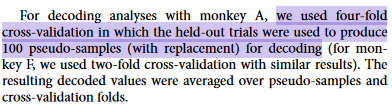 For decoding analyses with monkey A, we used four-fold
cross-validation in which the held-out trials were used to produce
100 pseudo-samples (with replacement) for decoding (for mon-
key F, we used two-fold cross-validation with similar results). The
resulting decoded values were averaged over pseudo-samples and
cross-validation folds.